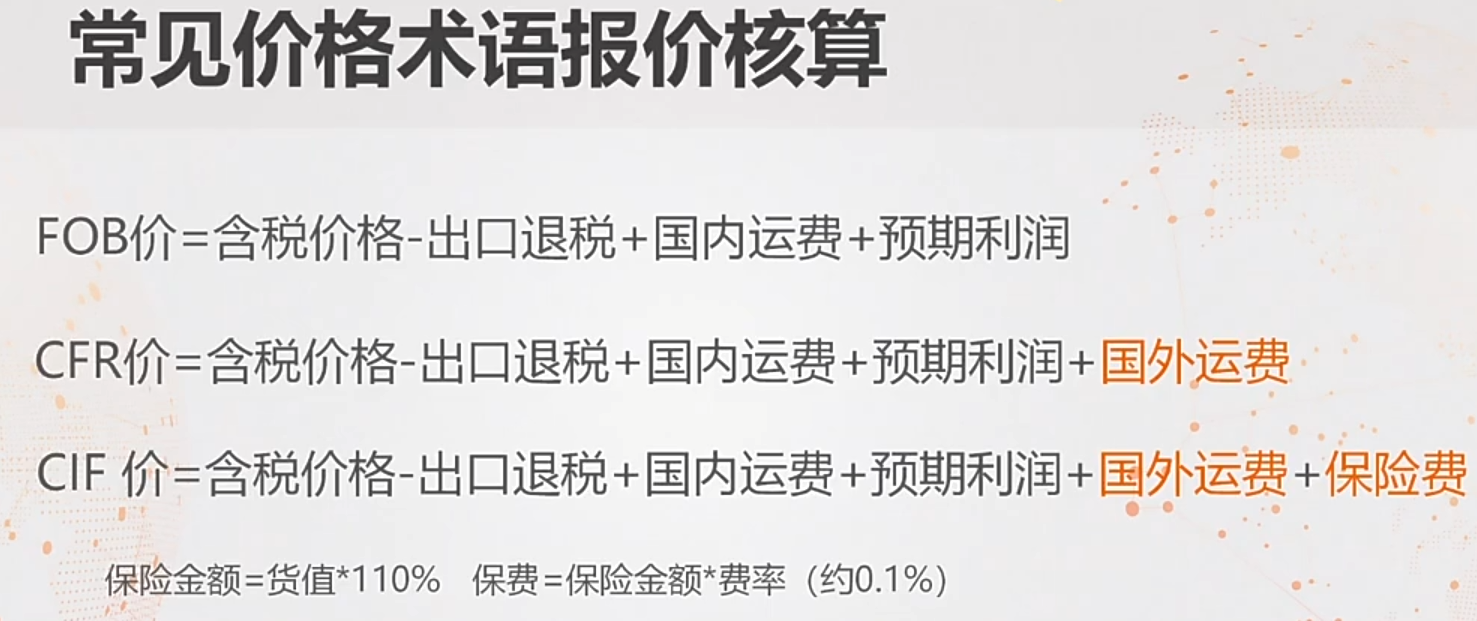 常见价格术语报价核算
FOB价=含税价格-出口退税+国内运费+预期利润
CFR价=含税价格-出口退税+国内运费+预期利润+国外运费
CIF 价=含税价格-出口退税+国内运费+预期利润+国外运费+保险费
保险金额=货值*110% 保费=保险金额*费率（约0.1%）